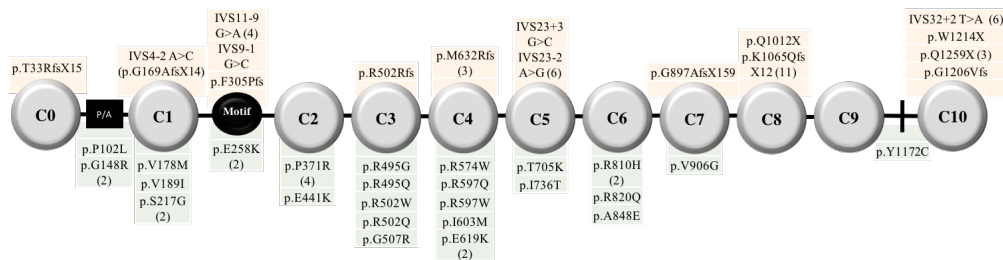 p.T33RfsX15
IVS4-2 A>C
(p.G169AfsX14)
IVS11-9
G>A (4)
IVS9-1
G>C
p.F305Pfs
p.R502Rfs
p.M632Rfs
(3)
IVS23+3
G>C
IVS23-2
A>G (6)
p.G897AfsX159
p.Q1012X
p.K1065Qfs
X12 (11)
IVS32+2 T>A (6)
p.W1214X
p.Q1259X (3)
p.G1206Vfs
C0
P/A
C1
Motif
C2
C3
C4
C5
C6
C7
C8
C9
C10
p.P102L
p.G148R
(2)
p.V178M
p.V189I
p.S217G
(2)
p.E258K
(2)
p.P371R
(4)
p.E441K
p.R495G
p.R495Q
p.R502W
p.R502Q
p.G507R
p.R574W
p.R597Q
p.R597W
p.I603M
p.E619K
(2)
p.T705K
p.I736T
p.R810H
(2)
p.R820Q
p.A848E
p.V906G
p.Y1172C